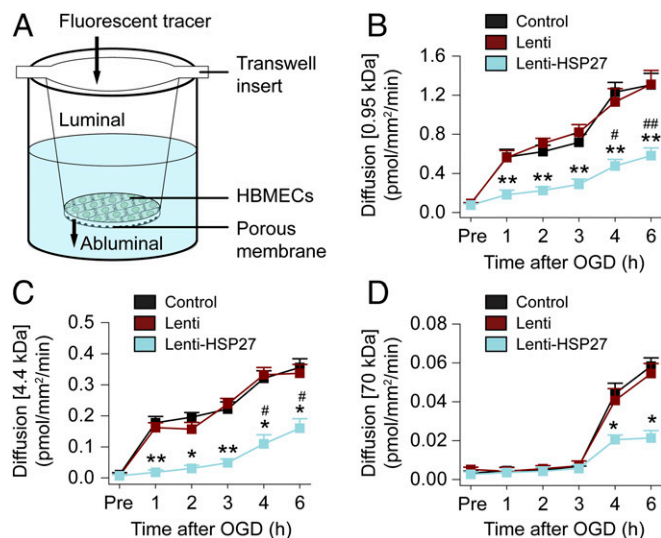 A
Fluorescent tracer
Transwell
insert
Luminal
HBMECs
Porous
membrane
Abluminal
B
Control
Lenti
Lenti-HSP27
Diffusion [0.95 kDa]
(pmol/mm²/min)
1.6
1.2
0.8
0.4
0.0
** ** ** # ** ## **
Pre 1 2 3 4 6
Time after OGD (h)
C
Control
Lenti
Lenti-HSP27
Diffusion [4.4 kDa]
(pmol/mm²/min)
0.5
0.4
0.3
0.2
0.1
0.0
** * ** # * # *
Pre 1 2 3 4 6
Time after OGD (h)
D
Control
Lenti
Lenti-HSP27
Diffusion [70 kDa]
(pmol/mm²/min)
0.08
0.06
0.04
0.02
0.00
* *
Pre 1 2 3 4 6
Time after OGD (h)